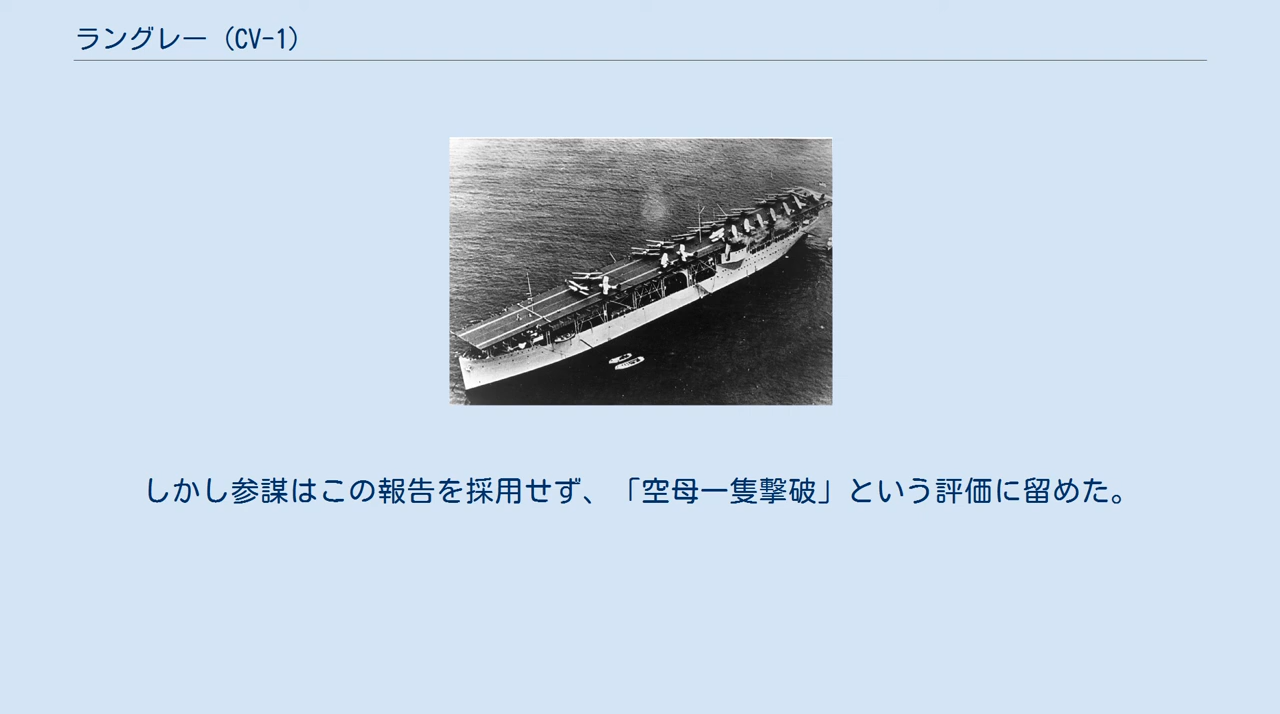 ラングレー（CV-1）
しかし参謀はこの報告を採用せず、「空母一隻撃破」という評価に留めた。